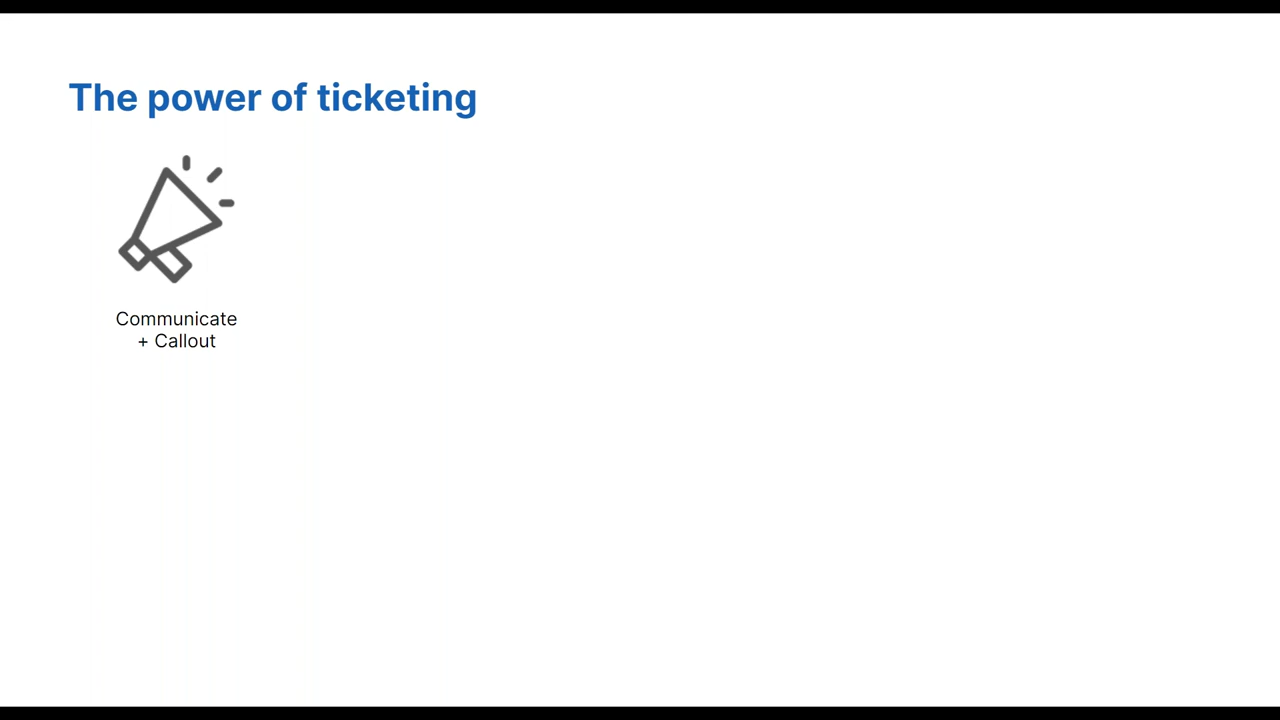 The power of ticketing
Communicate
+ Callout